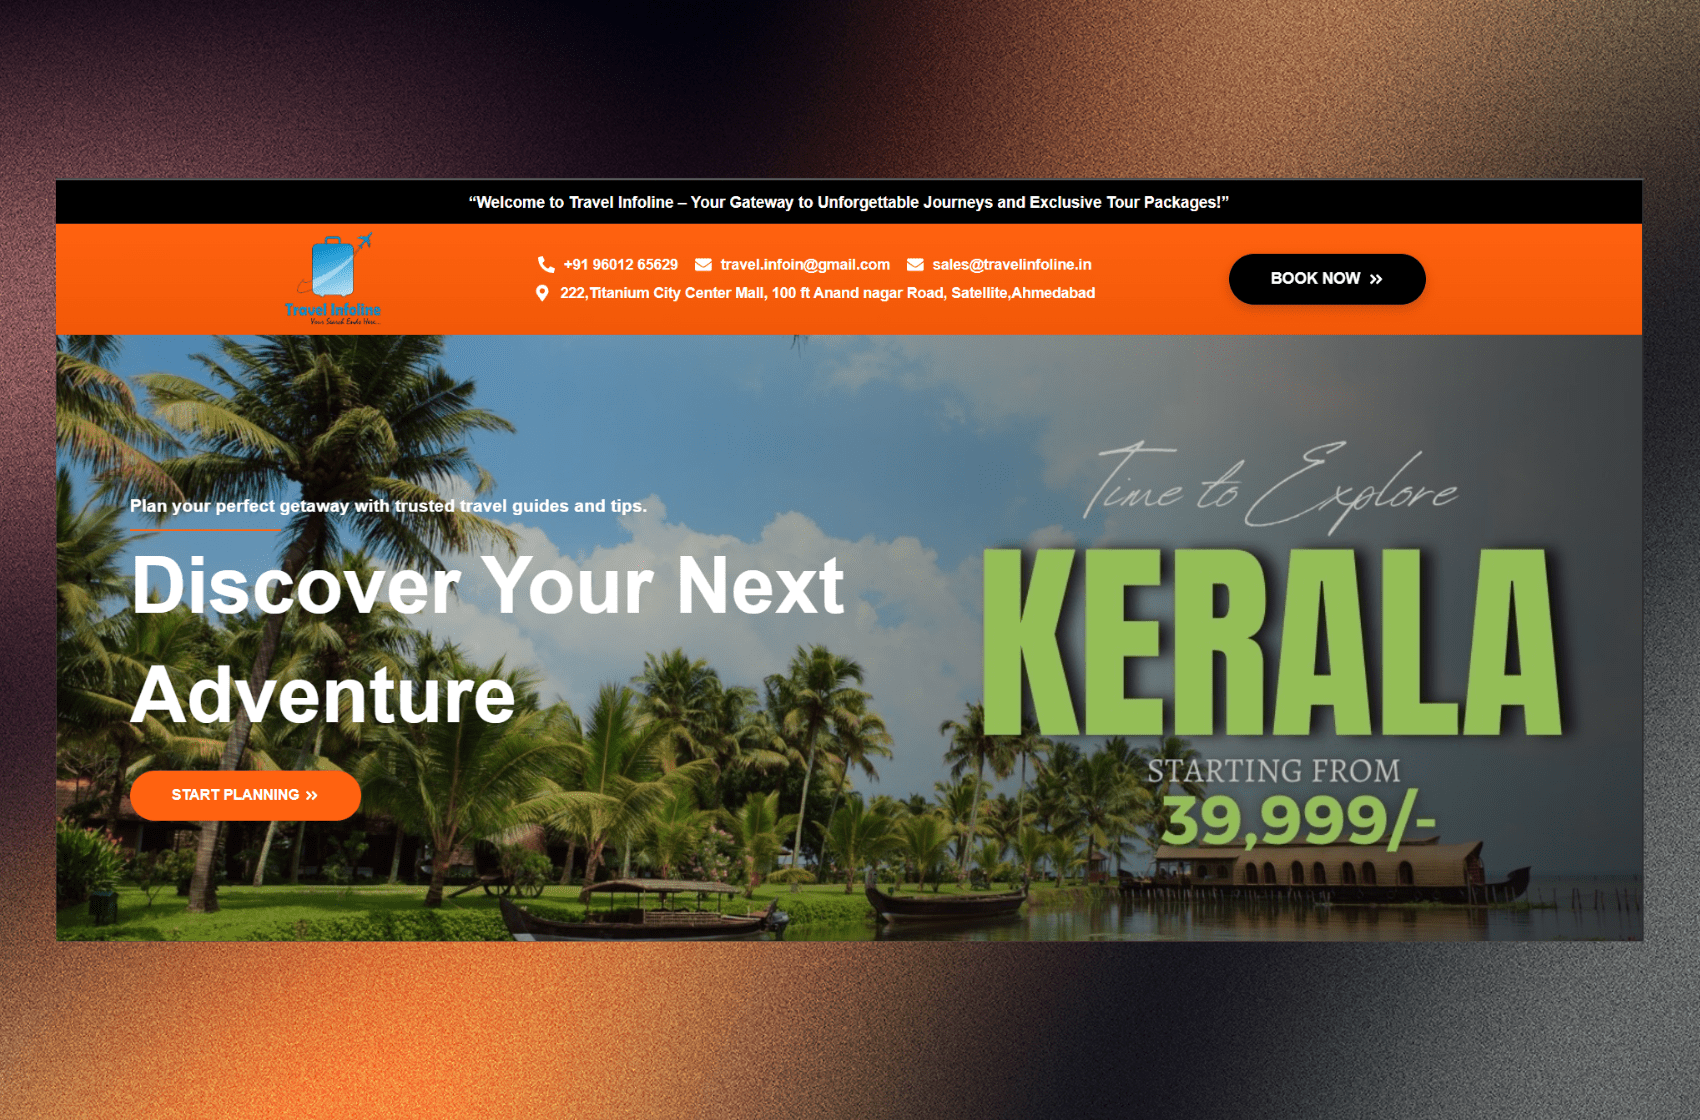 “Welcome to Travel Infoline – Your Gateway to Unforgettable Journeys and Exclusive Tour Packages!”
Travel Infoline
Your Search Ends Here...
+91 96012 65629 travel.infoin@gmail.com sales@travelinfoline.in
222,Titanium City Center Mall, 100 ft Anand nagar Road, Satellite,Ahmedabad
BOOK NOW »
Plan your perfect getaway with trusted travel guides and tips.
Discover Your Next
Adventure
START PLANNING »
Time to Explore
KERALA
STARTING FROM
39,999/-